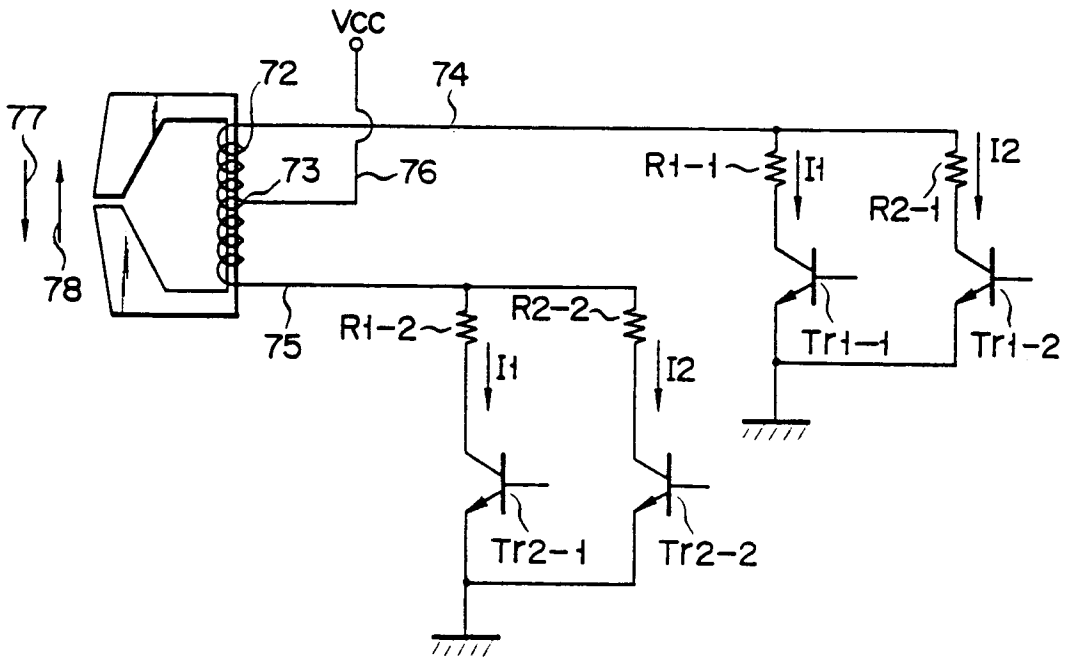 VCC
72
74
77
73
76
R1-1
I1
I2
R2-1
78
75
R1-2
R2-2
Tr1-1
Tr1-2
I1
I2
Tr2-1
Tr2-2